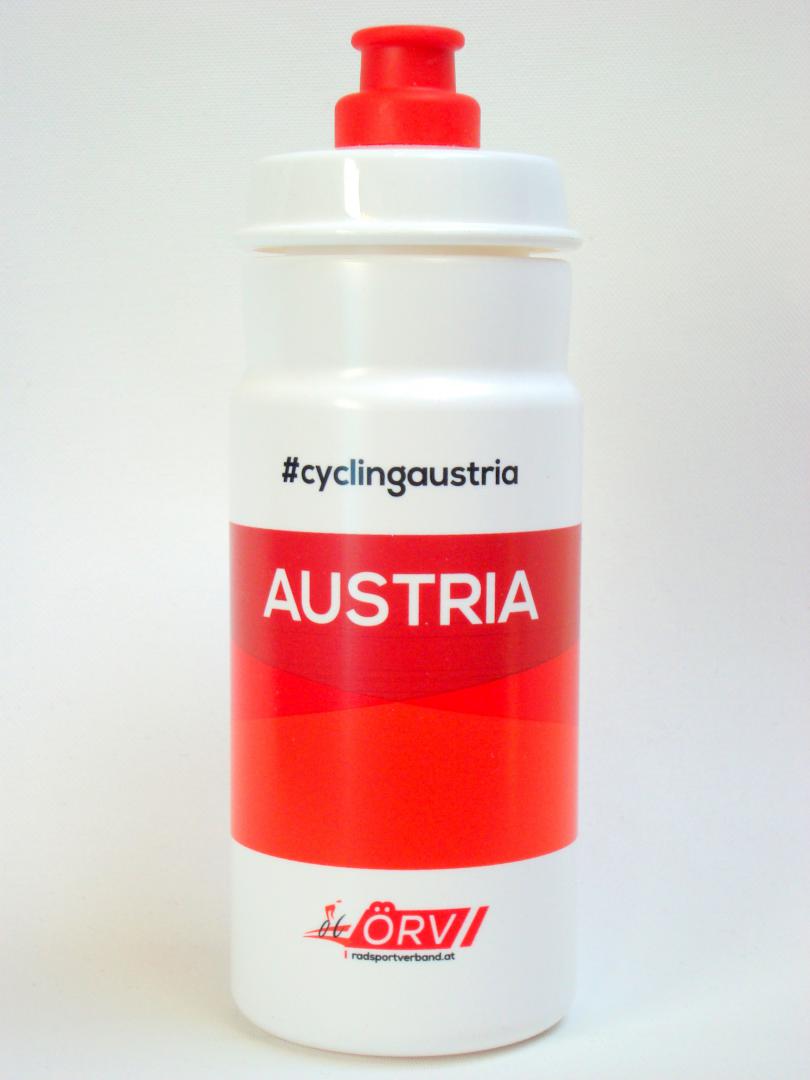 #cyclingaustria
AUSTRIA
ÖRV
radsportverband.at